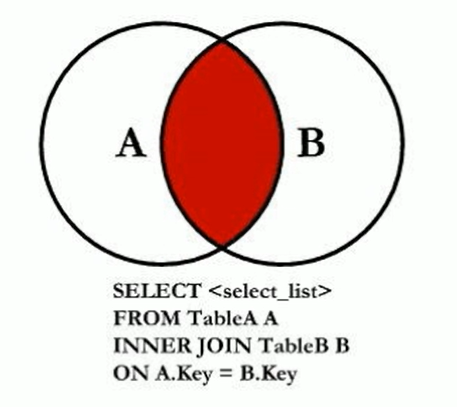 A B
SELECT <select_list>
FROM TableA A
INNER JOIN TableB B
ON A.Key = B.Key